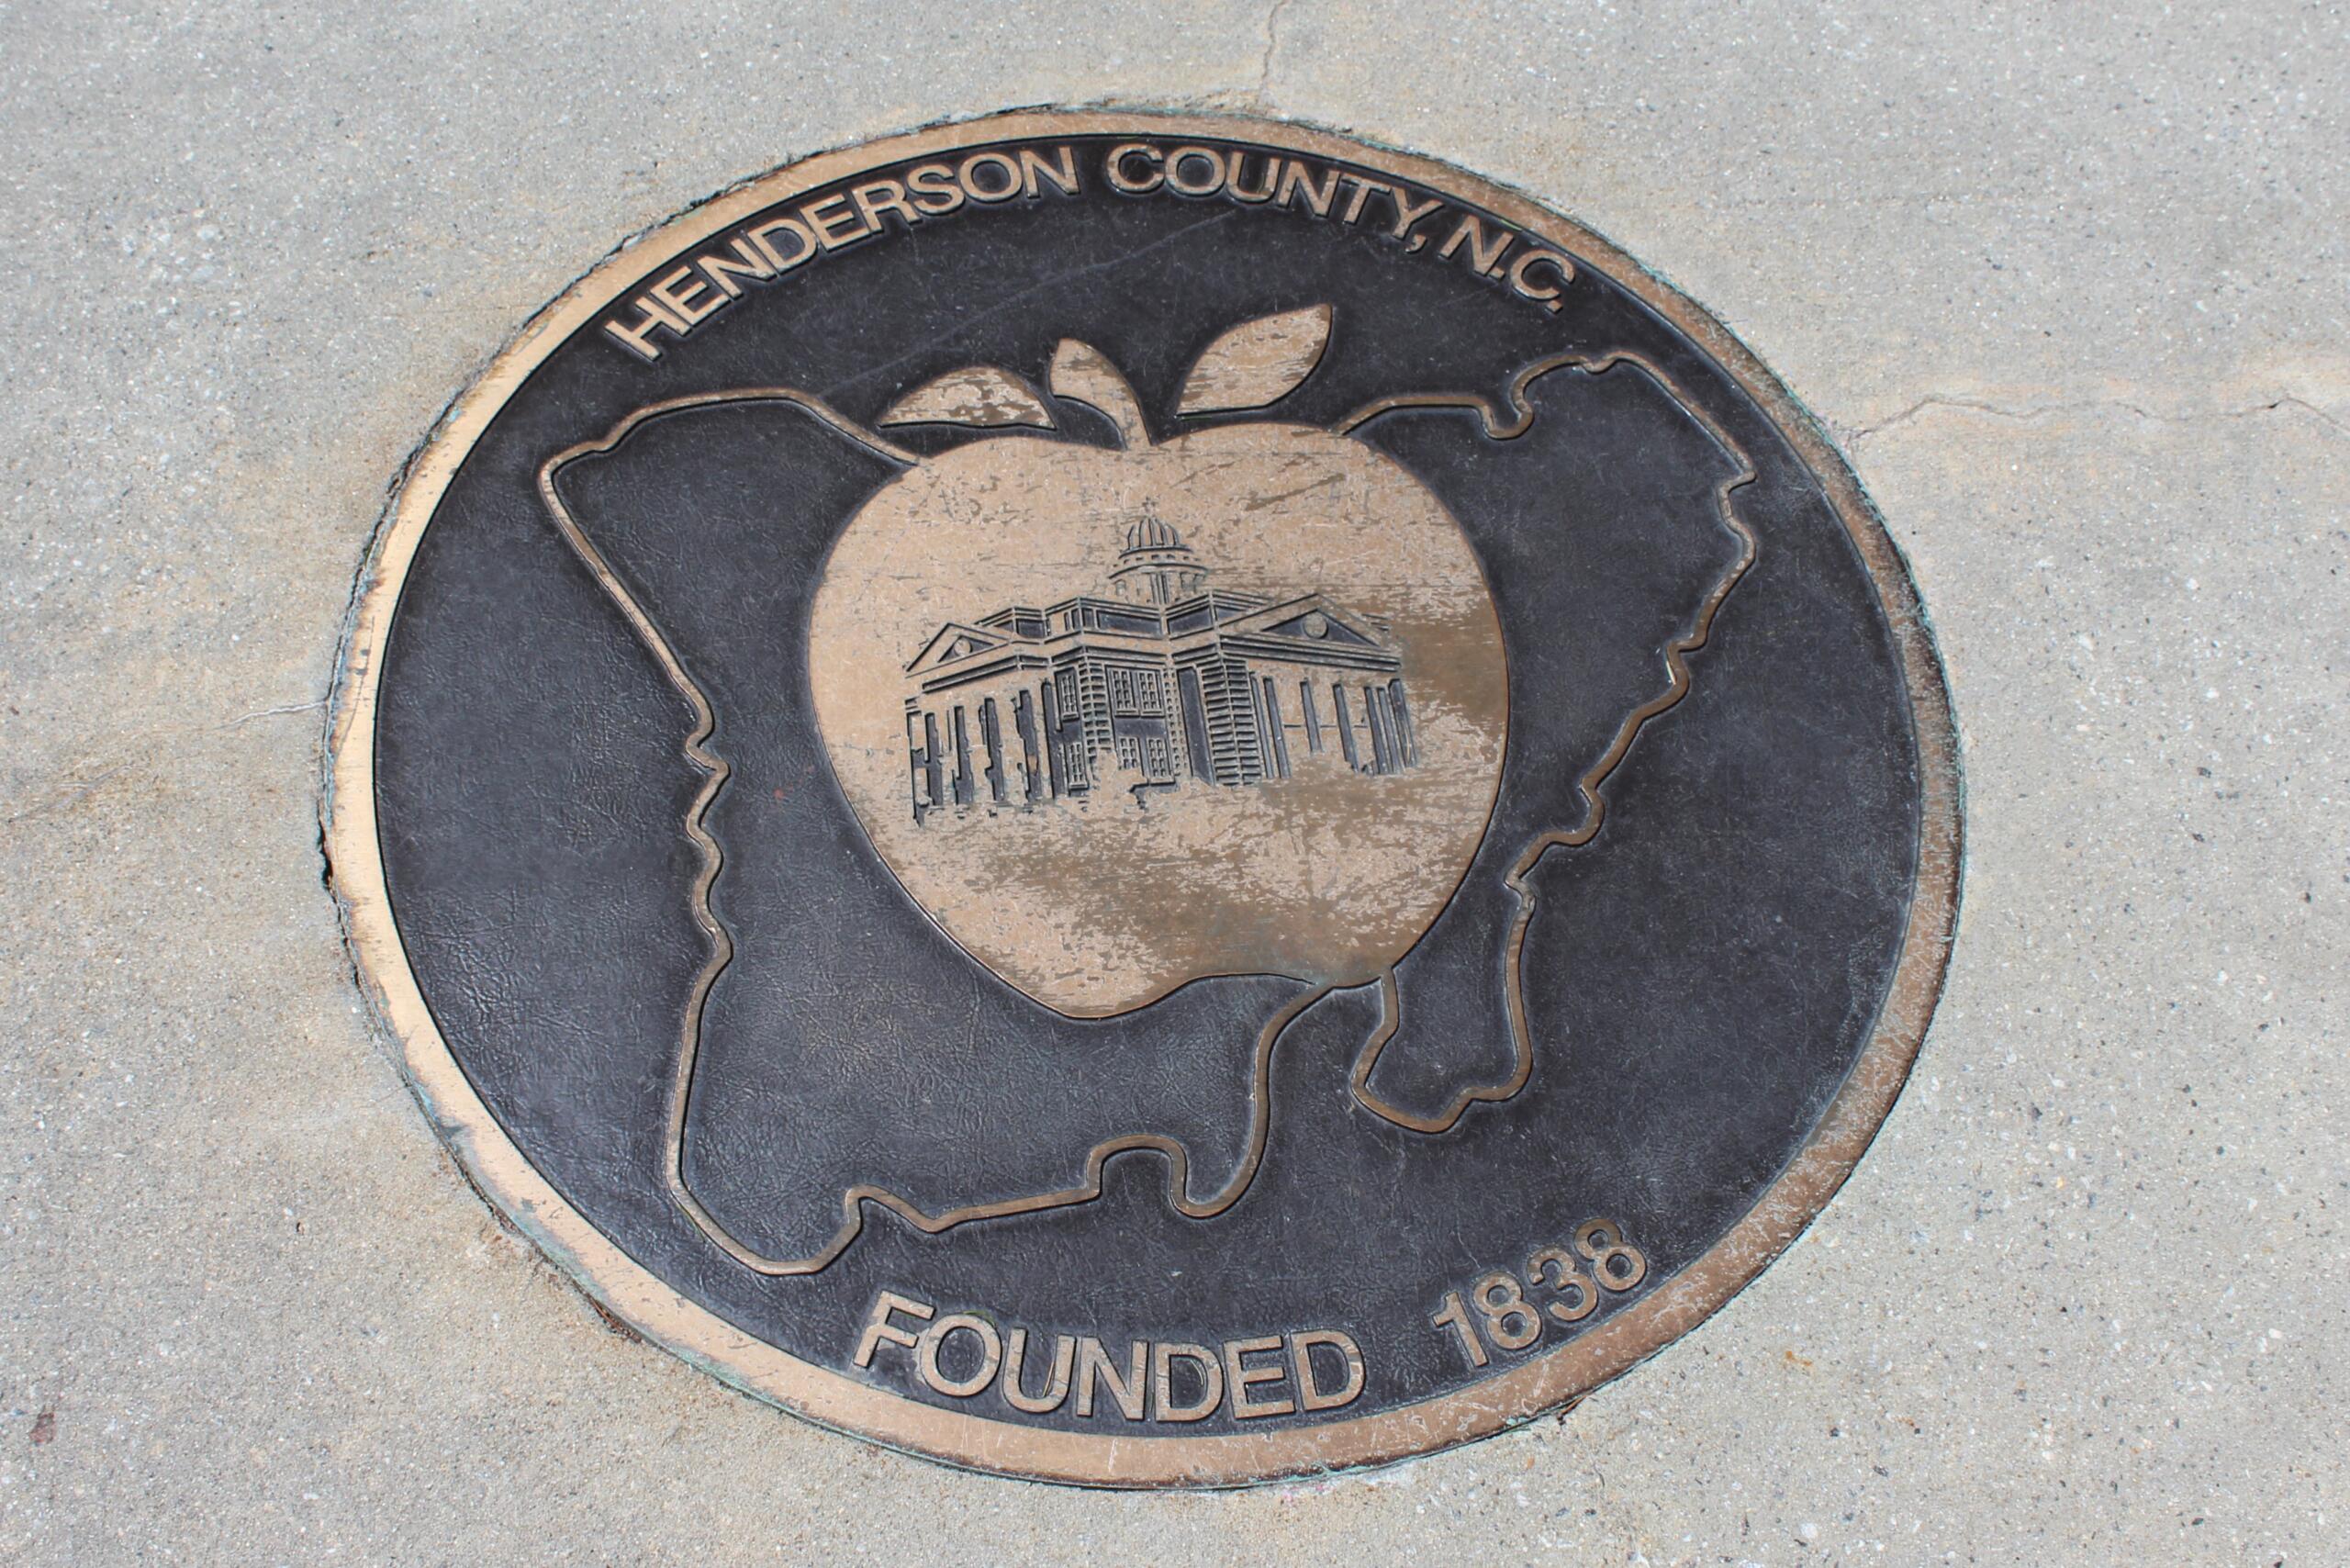 HENDERSON COUNTY, N.C.
FOUNDED 1838